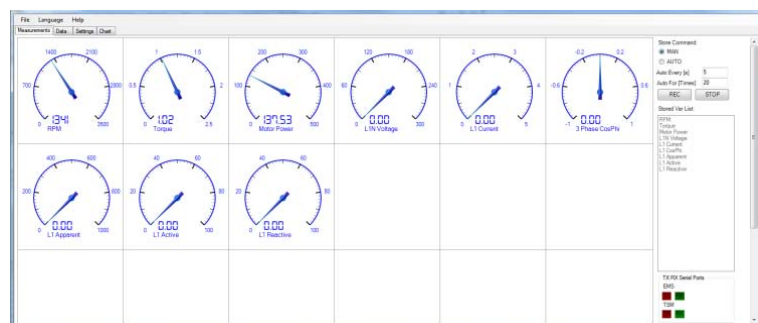 File Language Help
Measurements Data Settings Chart
1400 2100
700 2800
0 1341 3500
RPM
1 1.5
0.5 2
0 1.02 2.5
Torque
200 300
100 400
0 137.53 500
Motor Power
120 180
60 240
0 0.00 300
L1N Voltage
2 3
1 4
0 0.00 5
L1 Current
-0.2 0.2
-0.6 0.6
-1 0.00 1
3 Phase CosPhi
400 600
200 800
0 0.00 1000
L1 Apparent
40 60
20 80
0 0.00 100
L1 Active
40 60
20 80
0 0.00 100
L1 Reactive
Store Command
MAN
AUTO
Auto Every [s] 5
Auto For [Times] 20
REC STOP
Stored Var List
RPM
Torque
Motor Power
L1N Voltage
L1 Current
L1 CosPhi
L1 Apparent
L1 Active
L1 Reactive
TX RX Serial Ports
EMS
TSM